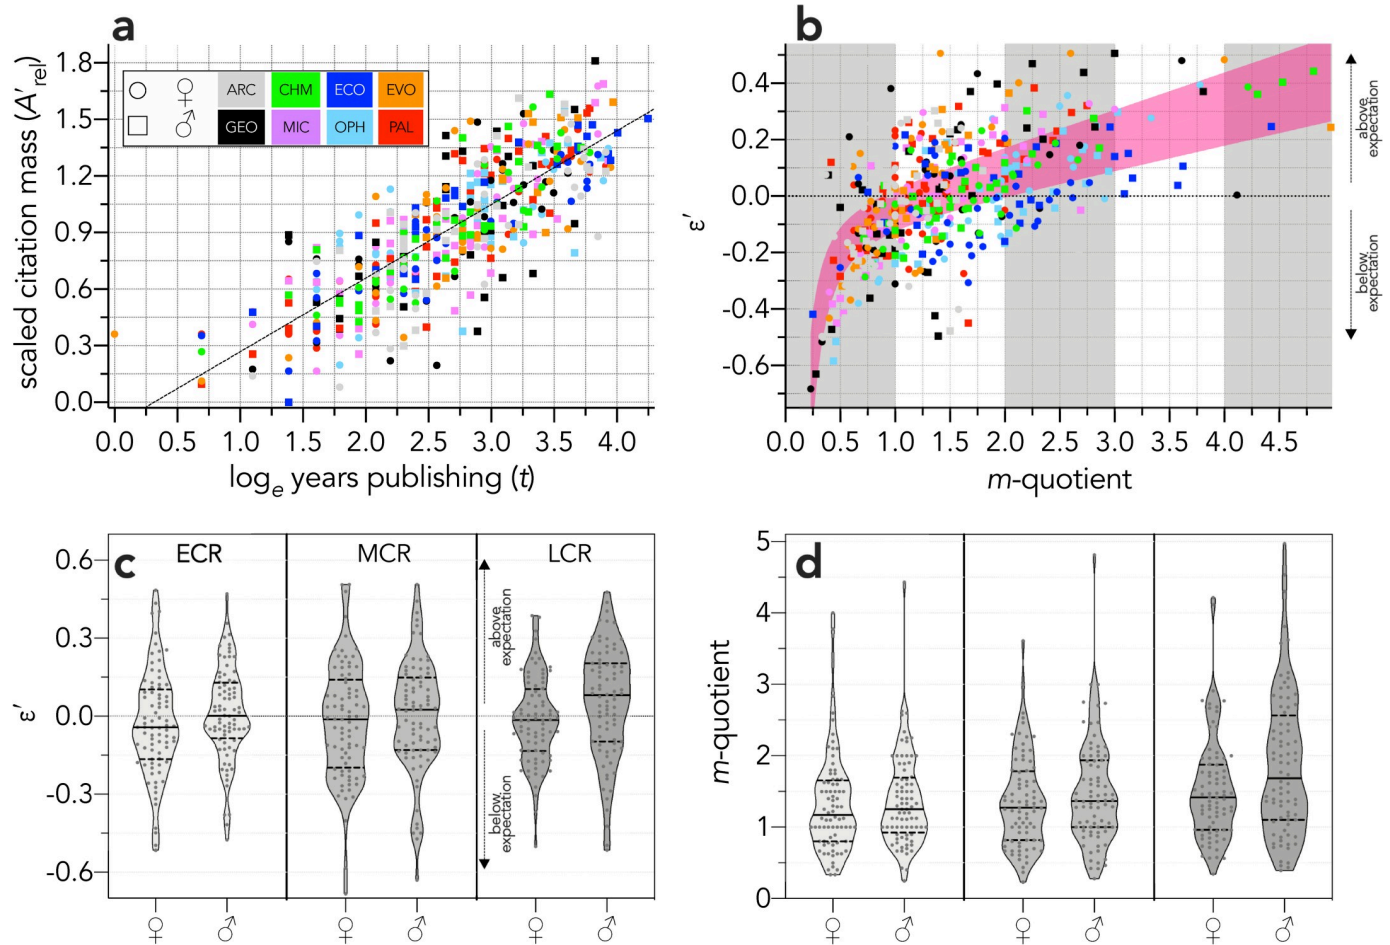 a
scaled citation mass (A′rel)
1.8
1.5
1.2
0.9
0.6
0.3
0.0
♀ ARC CHM ECO EVO
♂ GEO MIC OPH PAL
0.0 0.5 1.0 1.5 2.0 2.5 3.0 3.5 4.0
loge years publishing (t)
b
ε′
0.4
0.2
0.0
-0.2
-0.4
-0.6
above
expectation
below
expectation
0.0 0.5 1.0 1.5 2.0 2.5 3.0 3.5 4.0 4.5
m-quotient
c
ECR MCR LCR
ε′
0.6
0.3
0.0
-0.3
-0.6
above
expectation
below
expectation
♀ ♂ ♀ ♂ ♀ ♂
d
m-quotient
5
4
3
2
1
0
♀ ♂ ♀ ♂ ♀ ♂